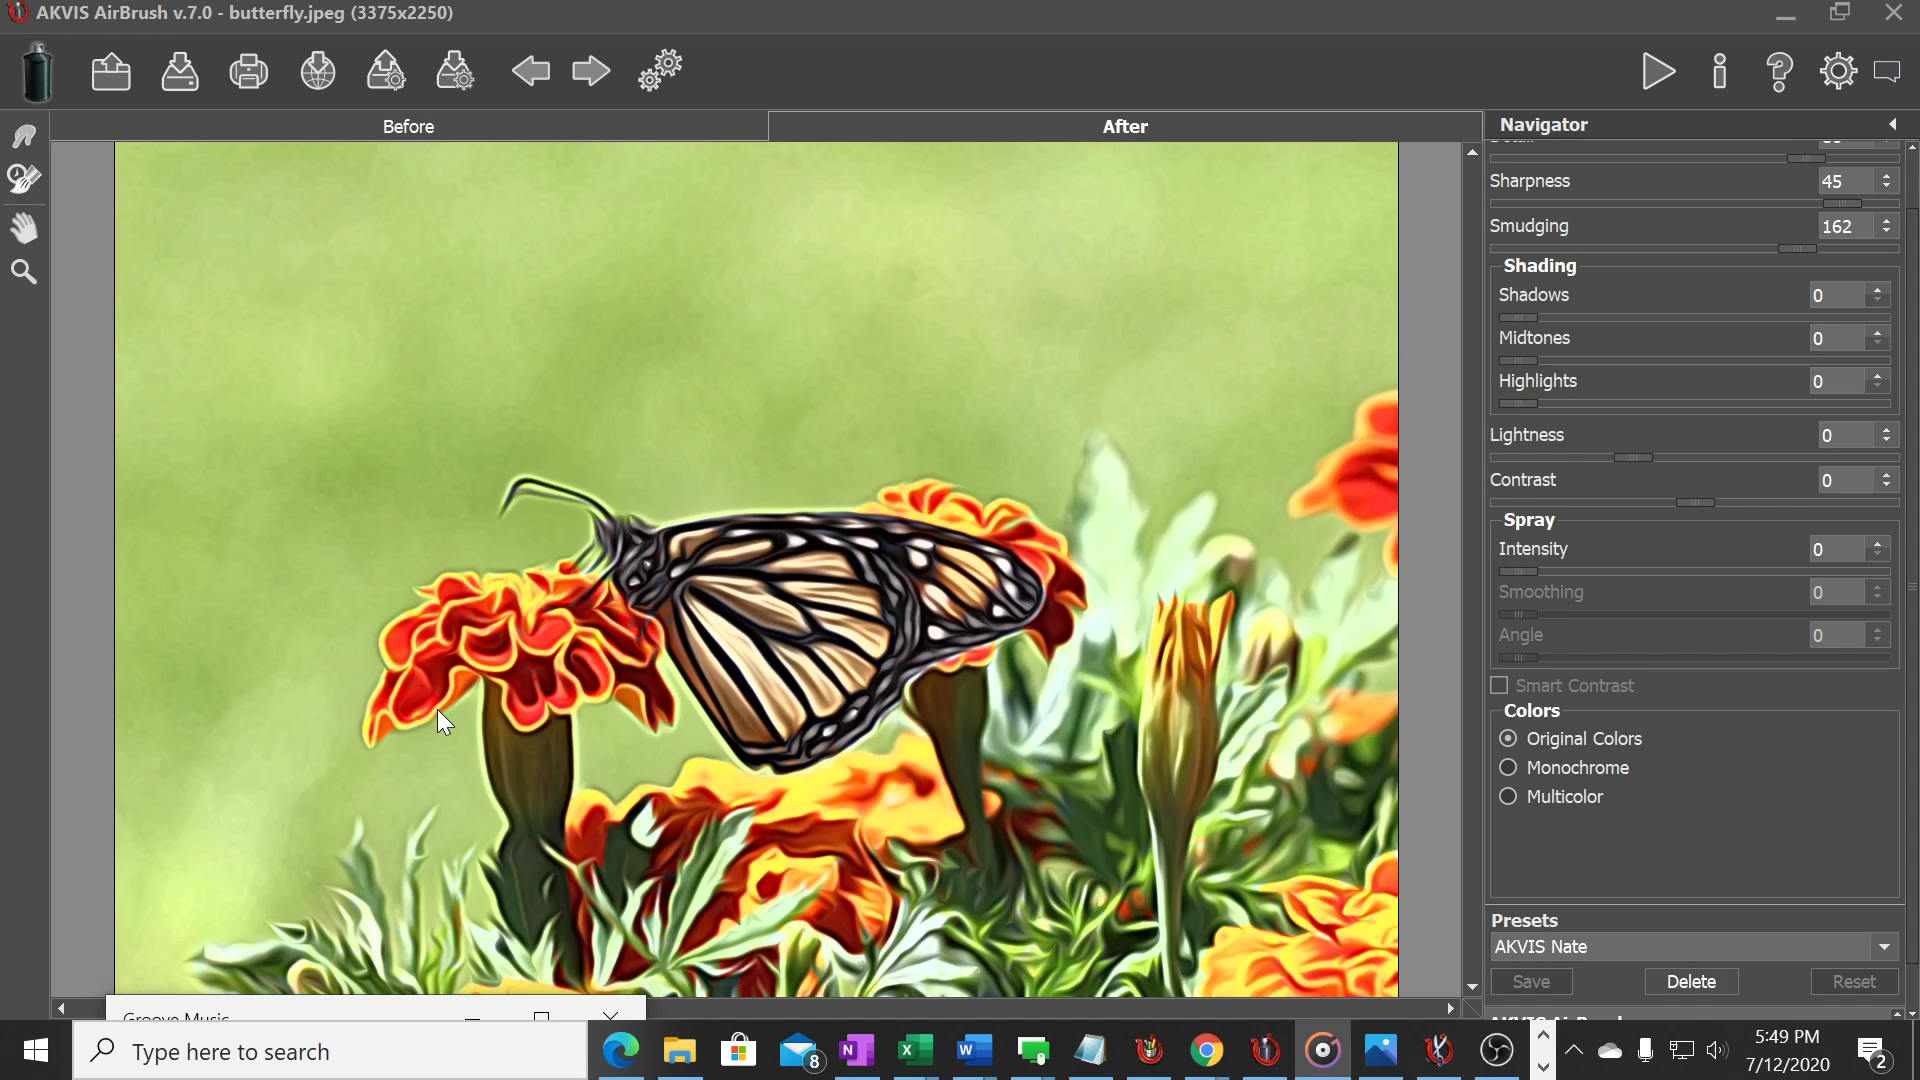 AKVIS AirBrush v.7.0 - butterfly.jpeg (3375x2250)
Before
After
Navigator
Sharpness 45
Smudging 162
Shading
Shadows 0
Midtones 0
Highlights 0
Lightness 0
Contrast 0
Spray
Intensity 0
Smoothing 0
Angle 0
Smart Contrast
Colors
Original Colors
Monochrome
Multicolor
Presets
AKVIS Nate
Save Delete Reset
Groove Music
Type here to search
8
5:49 PM
7/12/2020
2